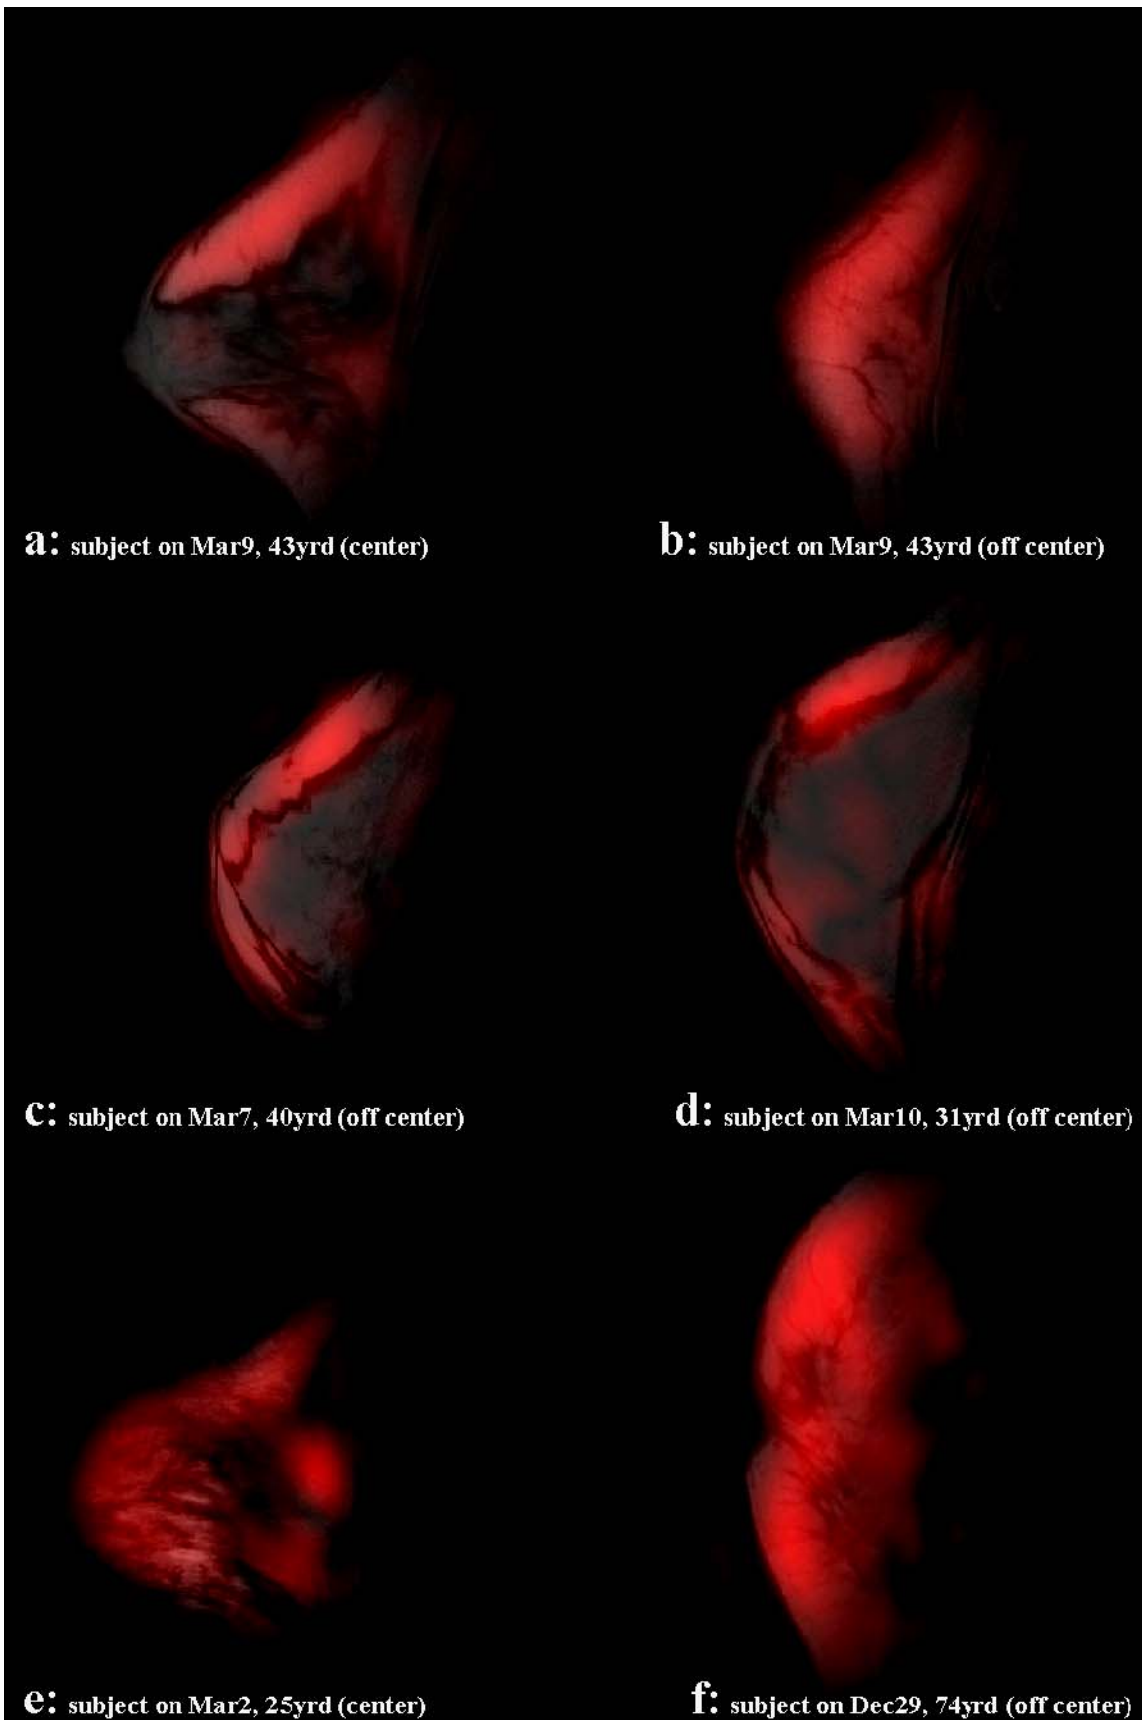 a: subject on Mar9, 43yrd (center)
b: subject on Mar9, 43yrd (off center)
c: subject on Mar7, 40yrd (off center)
d: subject on Mar10, 31yrd (off center)
e: subject on Mar2, 25yrd (center)
f: subject on Dec29, 74yrd (off center)